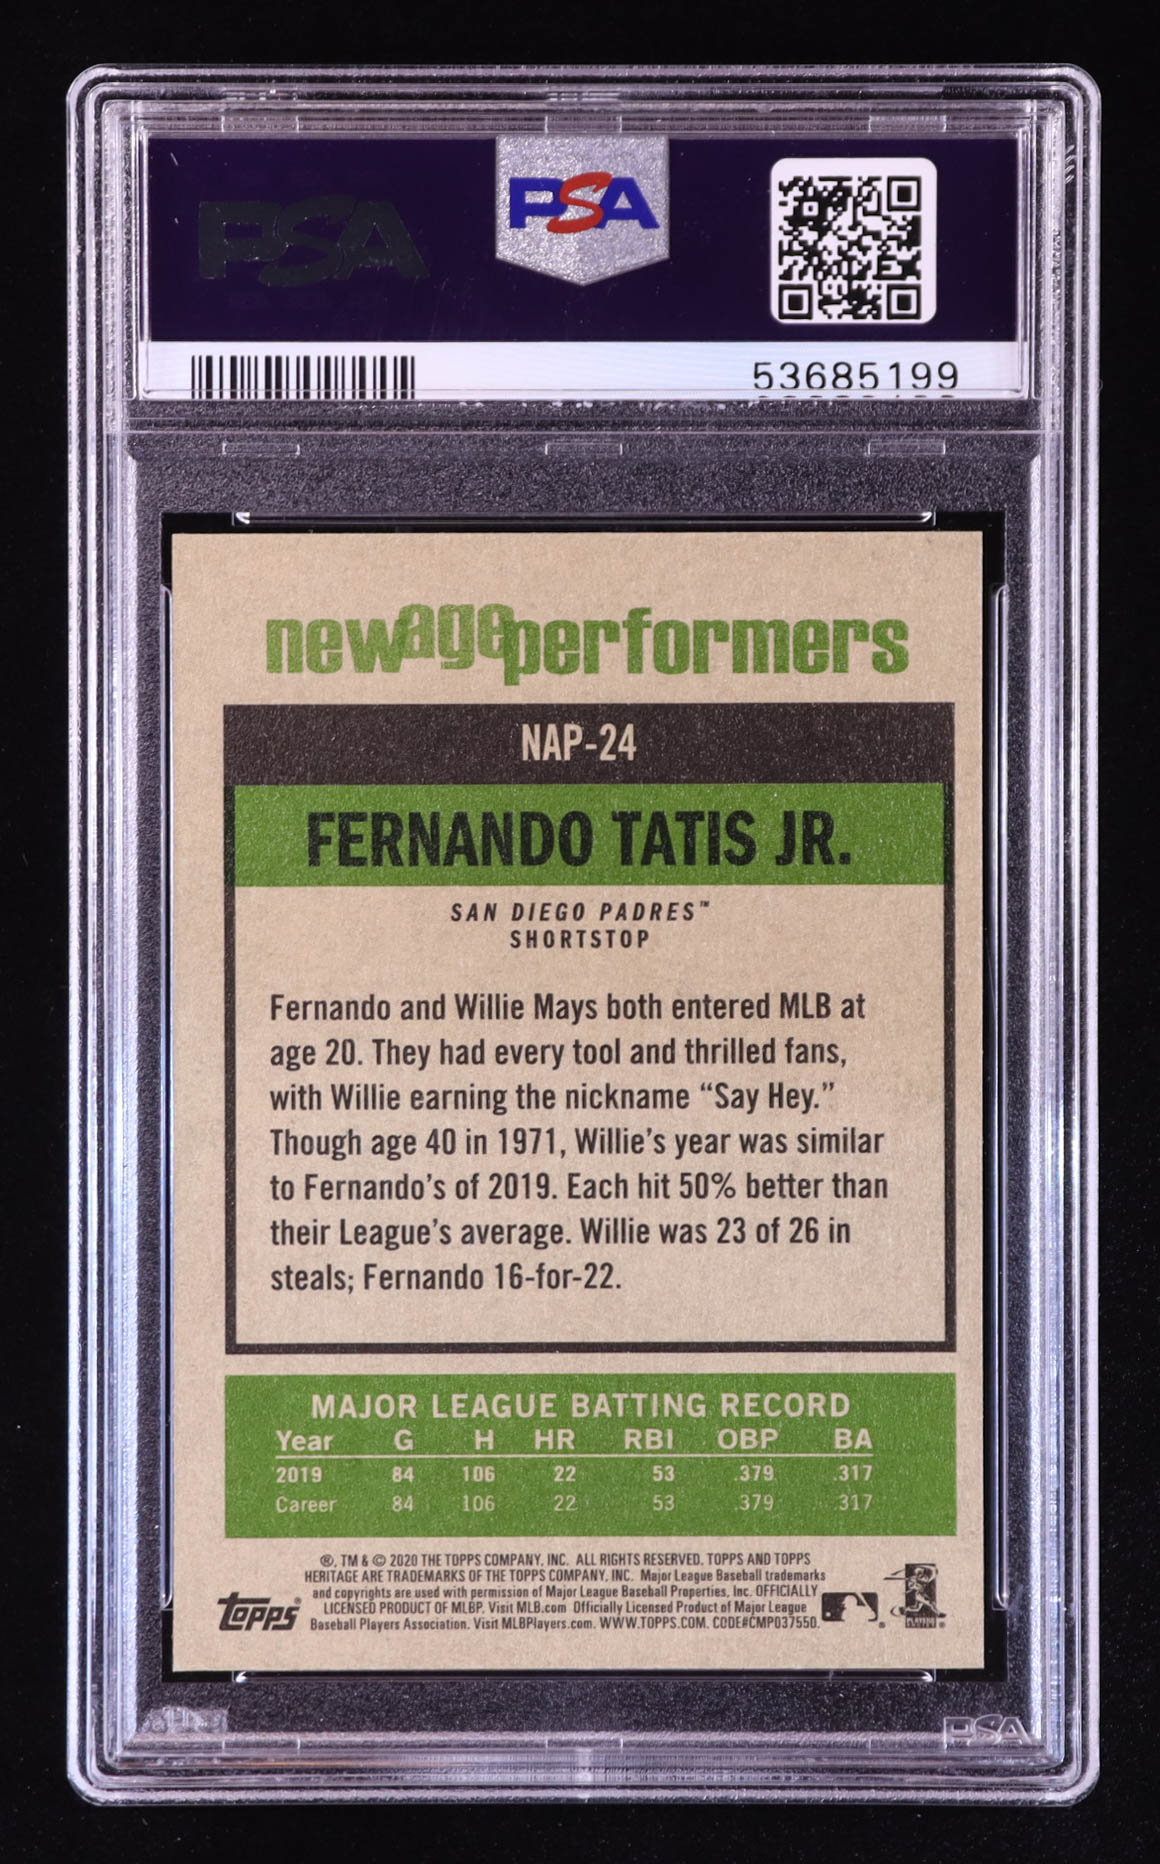 PSA
PSA
53685199
newageperformers
NAP-24
FERNANDO TATIS JR.
SAN DIEGO PADRES™
SHORTSTOP
Fernando and Willie Mays both entered MLB at
age 20. They had every tool and thrilled fans,
with Willie earning the nickname “Say Hey.”
Though age 40 in 1971, Willie’s year was similar
to Fernando’s of 2019. Each hit 50% better than
their League’s average. Willie was 23 of 26 in
steals; Fernando 16-for-22.
MAJOR LEAGUE BATTING RECORD
Year G H HR RBI OBP BA
2019 84 106 22 53 .379 .317
Career 84 106 22 53 .379 .317
®, TM & © 2020 THE TOPPS COMPANY, INC. ALL RIGHTS RESERVED. TOPPS AND TOPPS
HERITAGE ARE TRADEMARKS OF THE TOPPS COMPANY, INC. Major League Baseball trademarks
and copyrights are used with permission of Major League Baseball Properties, Inc. OFFICIALLY
LICENSED PRODUCT OF MLBP. Visit MLB.com Officially Licensed Product of Major League
Baseball Players Association. Visit MLBPlayers.com. WWW.TOPPS.COM. CODE#CMP037550.
Topps®
PSA